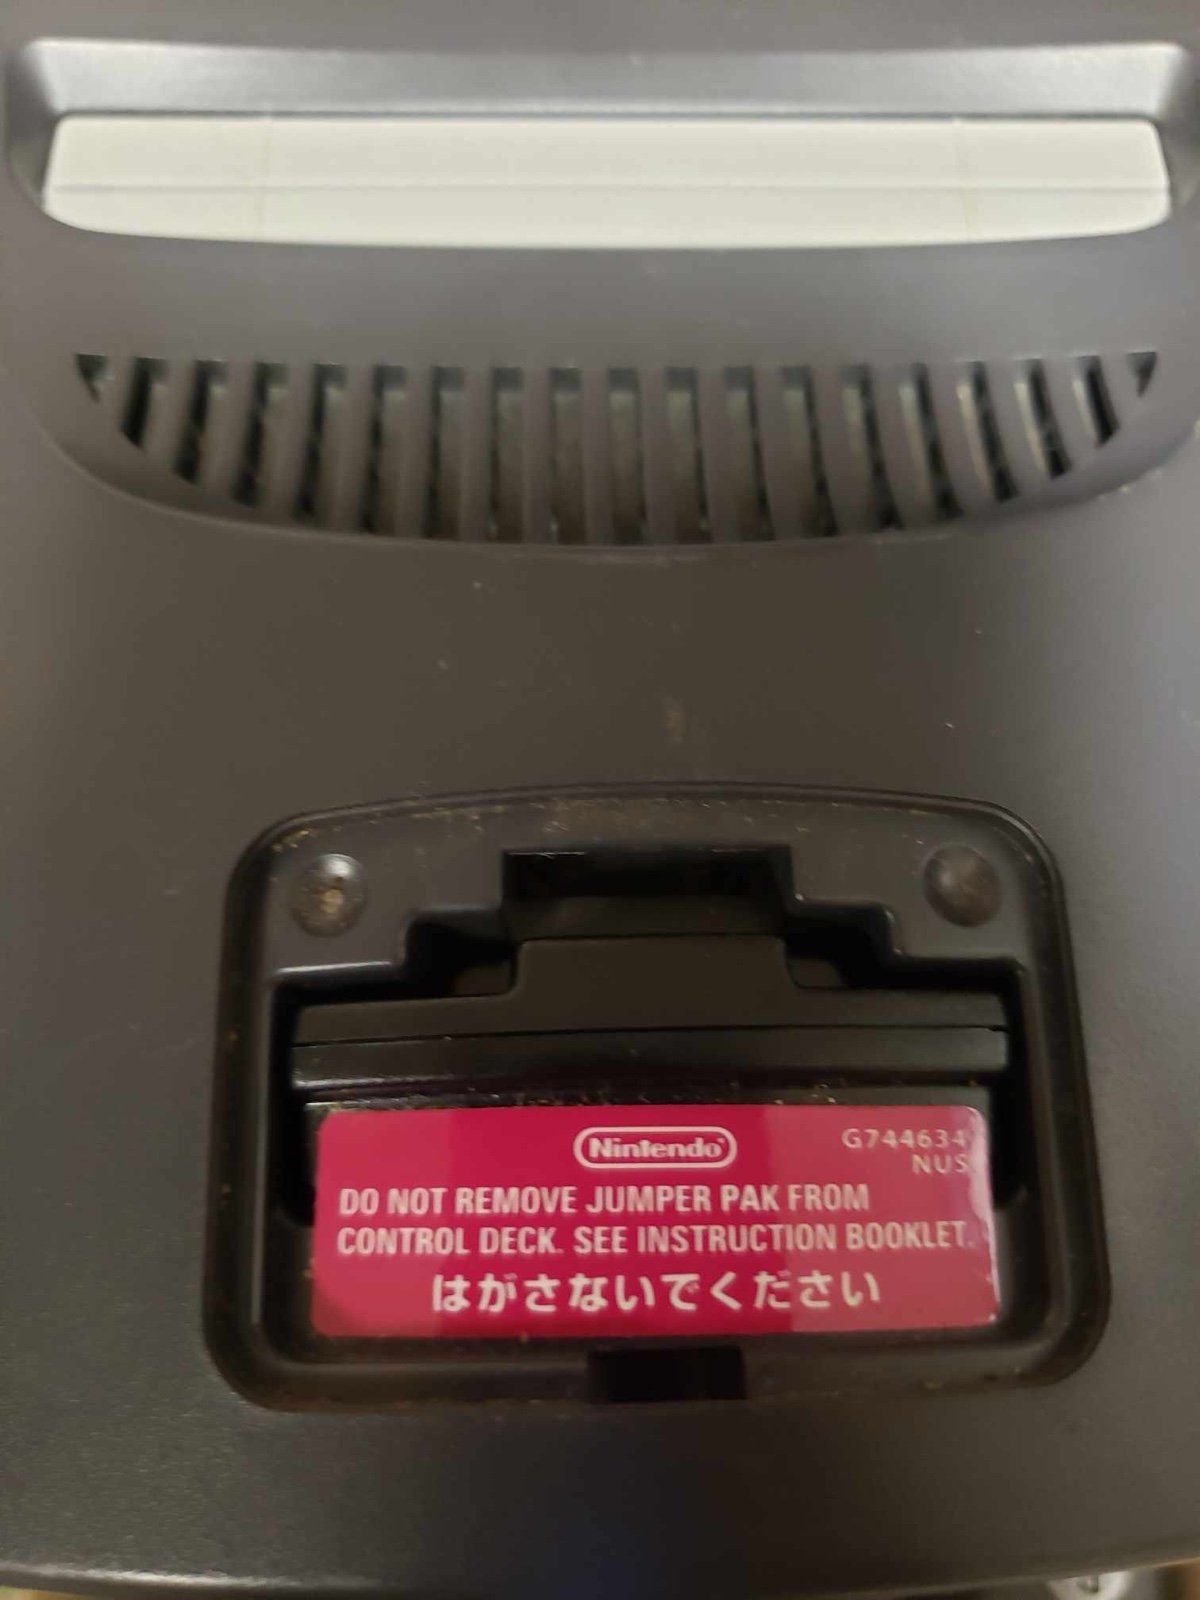 Nintendo
G744634
NUS
DO NOT REMOVE JUMPER PAK FROM
CONTROL DECK. SEE INSTRUCTION BOOKLET.
はがさないでください